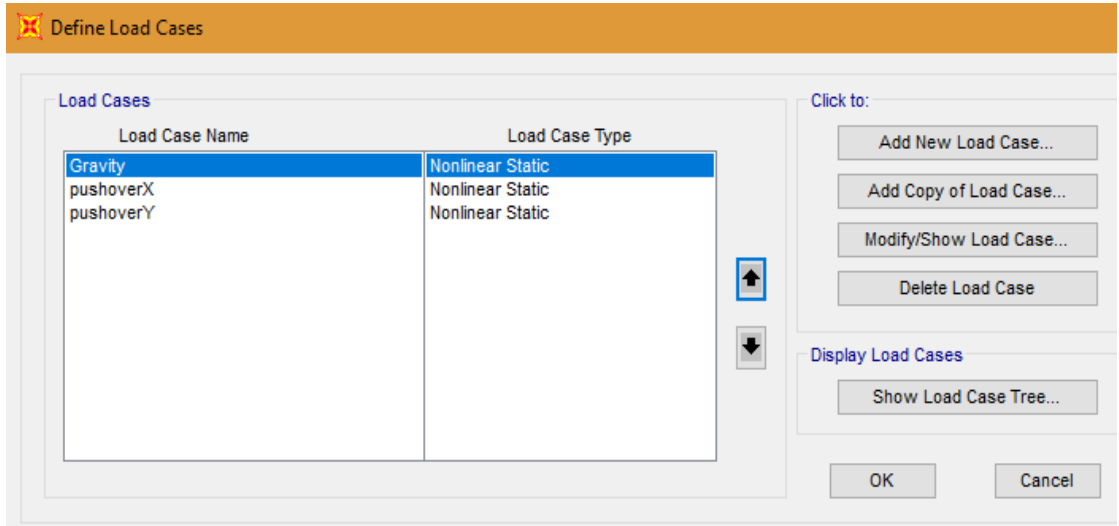 Define Load Cases
Load Cases
Load Case Name Load Case Type
Gravity Nonlinear Static
pushoverX Nonlinear Static
pushoverY Nonlinear Static
Click to:
Add New Load Case...
Add Copy of Load Case...
Modify/Show Load Case...
Delete Load Case
Display Load Cases
Show Load Case Tree...
OK Cancel